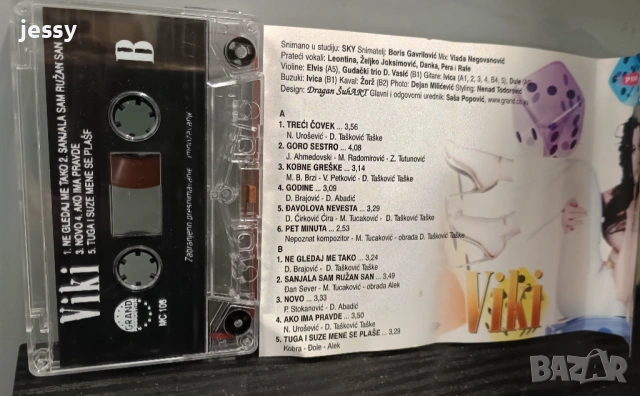 jessy
B
1. NE GLEDAJ ME TAKO 2. SANJALA SAM RUŽAN SAN
3. NOVO 4. AKO IMA PRAVDE
5. TUGA I SUZE MENE SE PLAŠE
Viki
GRAND
MC 106
Zabranjeno presnimavanje
Snimano u studiju: SKY Snimatelj: Boris Gavrilović Mix: Vlada Negovanović
Prateći vokali: Leontina, Željko Joksimović, Danka, Pera i Rale
Violine: Elvis (A5), Gudački trio D. Vasić (B1) Gitare: Ivica (A1, 2, 3, 4, B4, 5), Dule
Buzuki: Ivica (B1) Kaval: Žorž (B2) Photo: Dejan Milićević Styling: Nenad Todorović
Design: Dragan ŠuhART Glavni i odgovorni urednik: Saša Popović, www.grand.co.yu
A
1. TREĆI ČOVEK ... 3,56
N. Urošević - D. Tašković Taške
2. GORO SESTRO ... 4,08
J. Ahmedovski - M. Radomirović - Z. Tutunović
3. KOBNE GREŠKE ... 3,14
M. B. Brzi - V. Petković - D. Tašković Taške
4. GODINE ... 3,09
D. Brajović - D. Abadić
5. ĐAVOLOVA NEVESTA ... 3,29
D. Ćirković Ćira - M. Tucaković - D. Tašković Taške
6. PET MINUTA ... 2,53
Nepoznat kompozitor - M. Tucaković - obrada D. Tašković Taške
B
1. NE GLEDAJ ME TAKO ... 3,24
D. Brajović - D. Tašković Taške
2. SANJALA SAM RUŽAN SAN ... 3,49
Dan Sever - M. Tucaković - obrada Alek
3. NOVO ... 3,33
P. Stokanović - D. Abadić
4. AKO IMA PRAVDE ... 3,50
N. Urošević - D. Tašković Taške
5. TUGA I SUZE MENE SE PLAŠE ... 3,29
Kobra - Đole - Alek
Viki
BAZAR